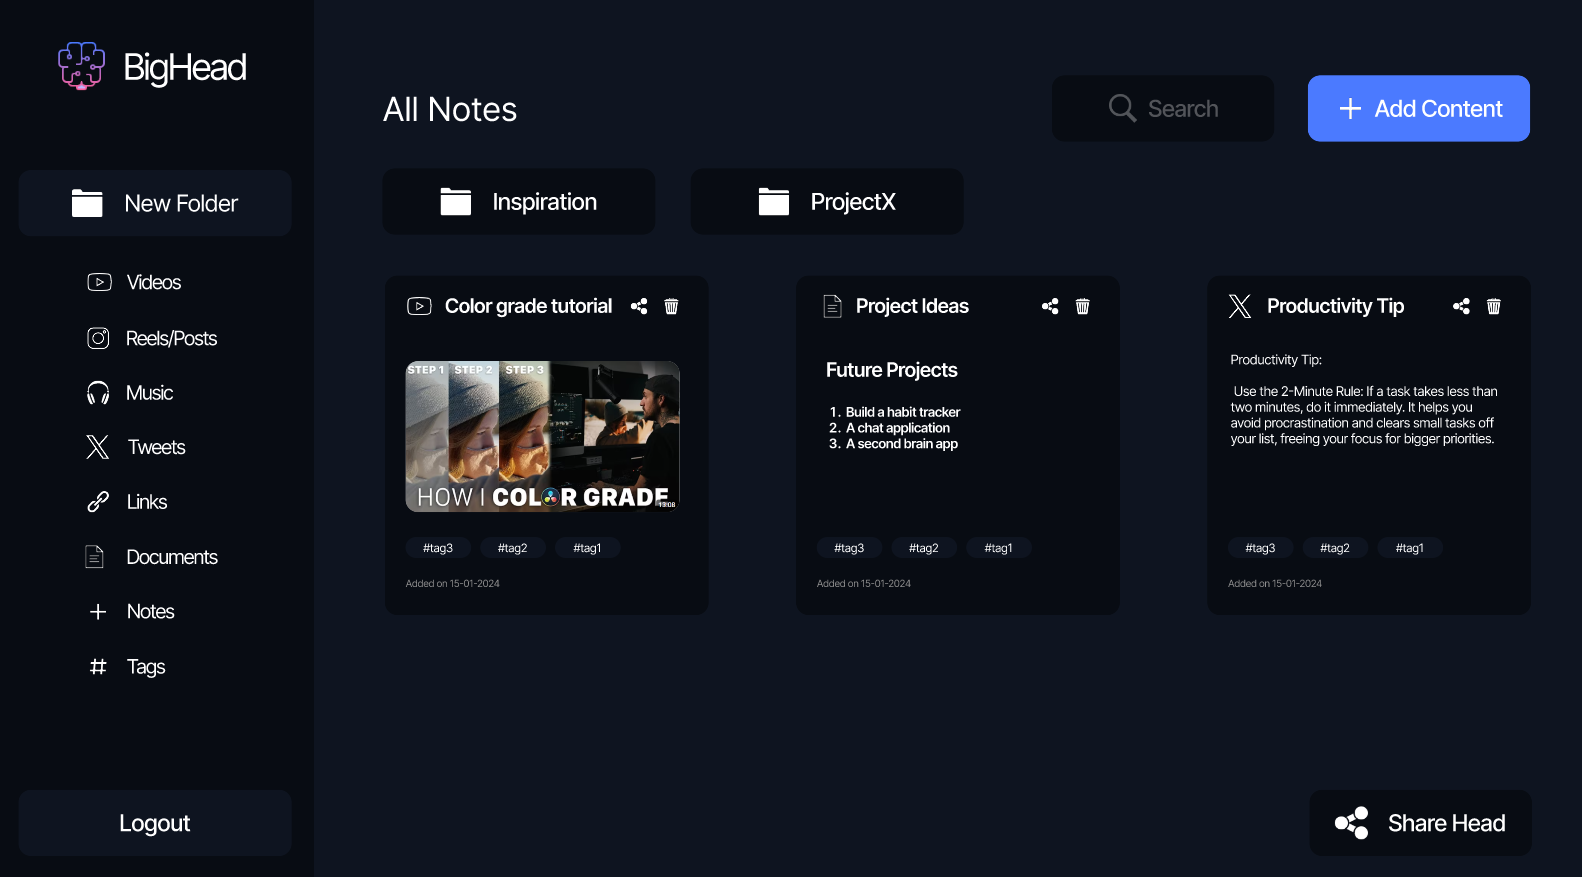 BigHead
New Folder
Videos
Reels/Posts
Music
Tweets
Links
Documents
Notes
Tags
Logout
All Notes
Search
Add Content
Inspiration
ProjectX
Color grade tutorial
STEP 1 STEP 2 STEP 3
HOW I COLOR GRADE
13:08
#tag3 #tag2 #tag1
Added on 15-01-2024
Project Ideas
Future Projects
1. Build a habit tracker
2. A chat application
3. A second brain app
#tag3 #tag2 #tag1
Added on 15-01-2024
Productivity Tip
Productivity Tip:
Use the 2-Minute Rule: If a task takes less than
two minutes, do it immediately. It helps you
avoid procrastination and clears small tasks off
your list, freeing your focus for bigger priorities.
#tag3 #tag2 #tag1
Added on 15-01-2024
Share Head